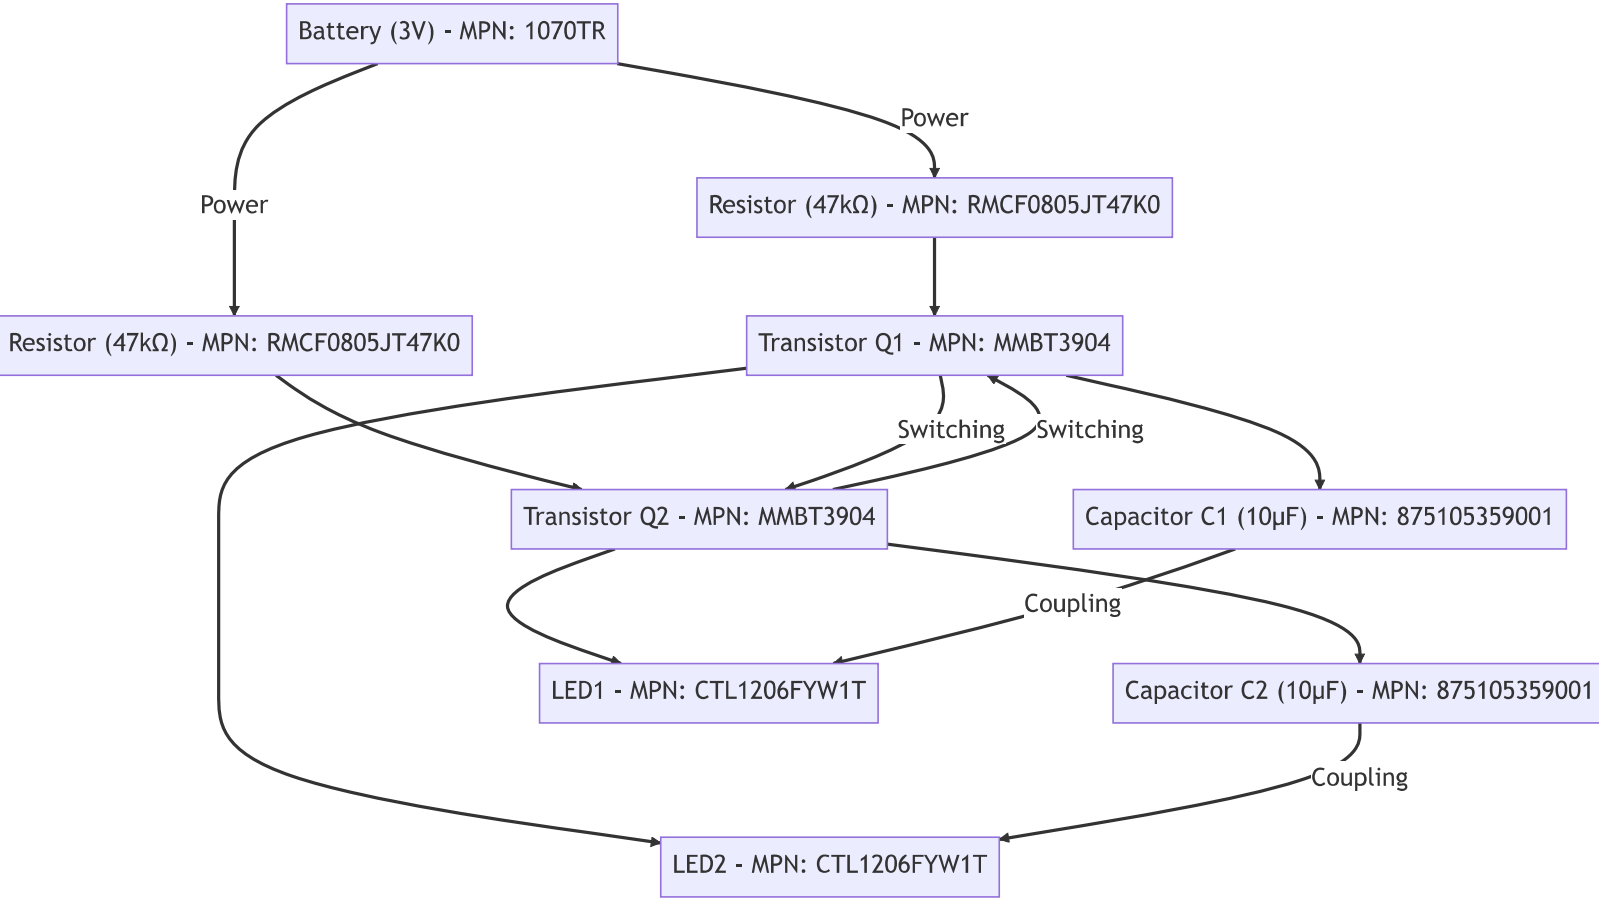 Battery (3V) - MPN: 1070TR
Power
Power
Resistor (47kΩ) - MPN: RMCF0805JT47K0
Resistor (47kΩ) - MPN: RMCF0805JT47K0
Transistor Q1 - MPN: MMBT3904
Switching
Switching
Transistor Q2 - MPN: MMBT3904
Capacitor C1 (10µF) - MPN: 875105359001
Coupling
LED1 - MPN: CTL1206FYW1T
Capacitor C2 (10µF) - MPN: 875105359001
Coupling
LED2 - MPN: CTL1206FYW1T